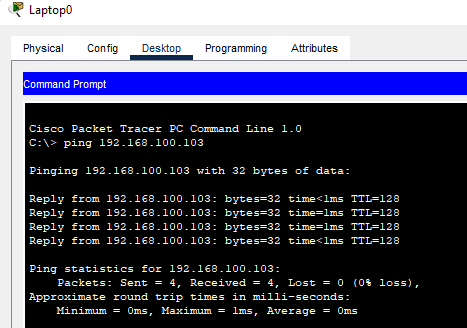 Laptop0
Physical Config Desktop Programming Attributes
Command Prompt
Cisco Packet Tracer PC Command Line 1.0
C:\> ping 192.168.100.103
Pinging 192.168.100.103 with 32 bytes of data:
Reply from 192.168.100.103: bytes=32 time<1ms TTL=128
Reply from 192.168.100.103: bytes=32 time=1ms TTL=128
Reply from 192.168.100.103: bytes=32 time=1ms TTL=128
Reply from 192.168.100.103: bytes=32 time<1ms TTL=128
Ping statistics for 192.168.100.103:
Packets: Sent = 4, Received = 4, Lost = 0 (0% loss),
Approximate round trip times in milli-seconds:
Minimum = 0ms, Maximum = 1ms, Average = 0ms